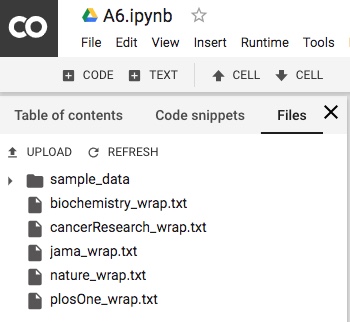 CO
A6.ipynb
File Edit View Insert Runtime Tools
CODE TEXT CELL CELL
Table of contents Code snippets Files
UPLOAD REFRESH
sample_data
biochemistry_wrap.txt
cancerResearch_wrap.txt
jama_wrap.txt
nature_wrap.txt
plosOne_wrap.txt